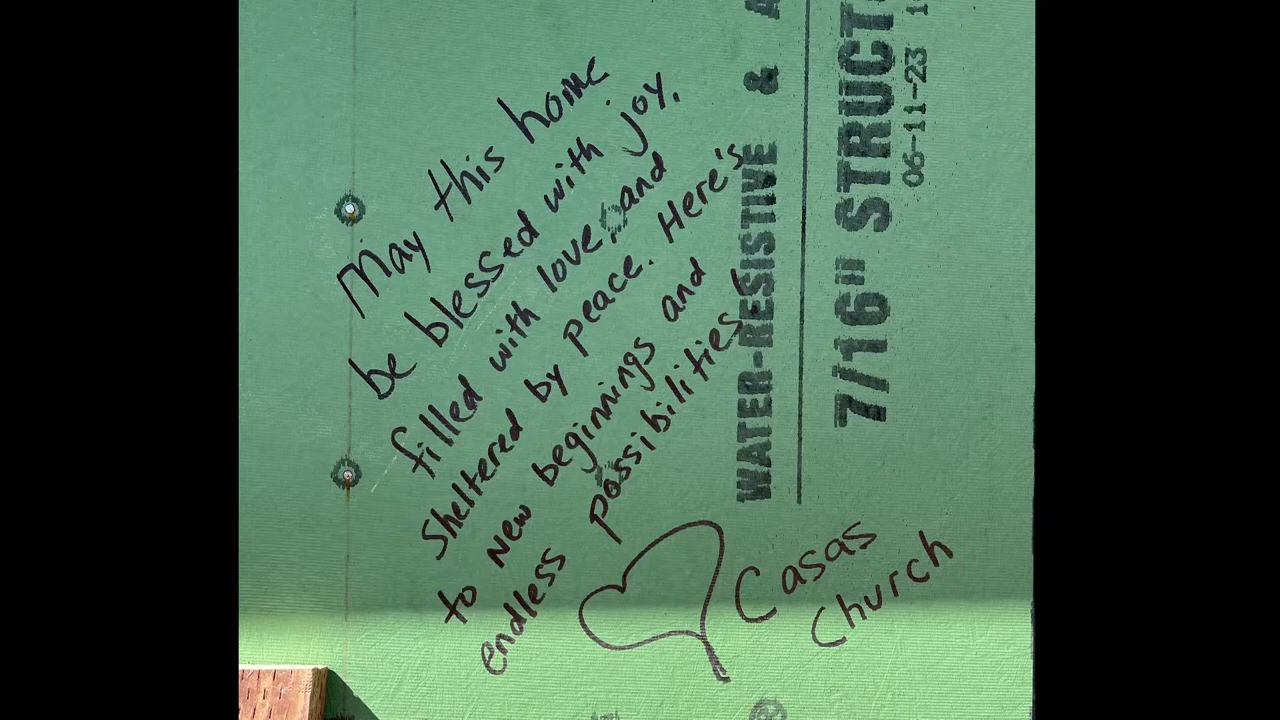 May this home
be blessed with joy,
filled with love, and
sheltered by peace. Here's
to New beginnings and
endless possibilities!
Casas
Church
WATER-RESISTIVE &
7/16" STRUCT
06-11-23